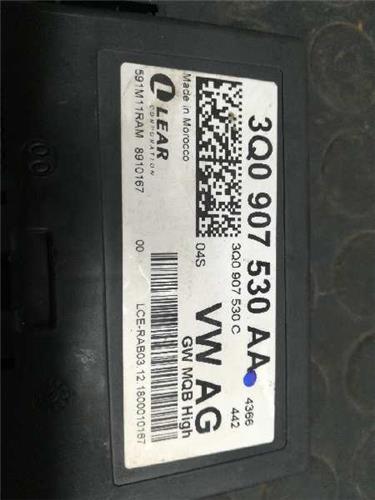 3Q0 907 530 AA
3Q0 907 530 C
4366
442
04S
VW AG
GW MQB High
Made in Morocco
LEAR
CORPORATION
591M11RAM 8910167
00
LCE-RAB03.12.1800010167